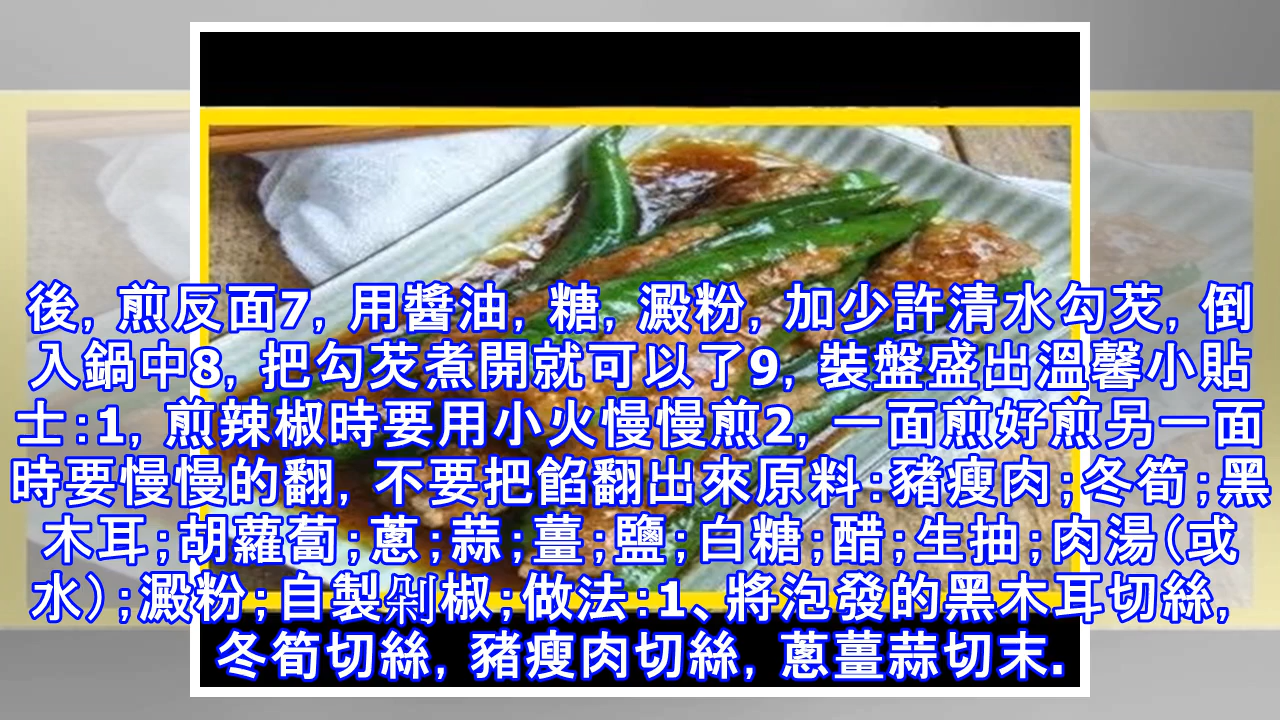 後, 煎反面7, 用醬油, 糖, 澱粉, 加少許清水勾芡, 倒
入鍋中8, 把勾芡煮開就可以了9, 裝盤盛出溫馨小貼
士:1, 煎辣椒時要用小火慢慢煎2, 一面煎好煎另一面
時要慢慢的翻, 不要把餡翻出來原料:豬瘦肉;冬筍;黑
木耳;胡蘿蔔;蔥;蒜;薑;鹽;白糖;醋;生抽;肉湯(或
水);澱粉;自製剁椒;做法:1、將泡發的黑木耳切絲,
冬筍切絲, 豬瘦肉切絲, 蔥薑蒜切末.